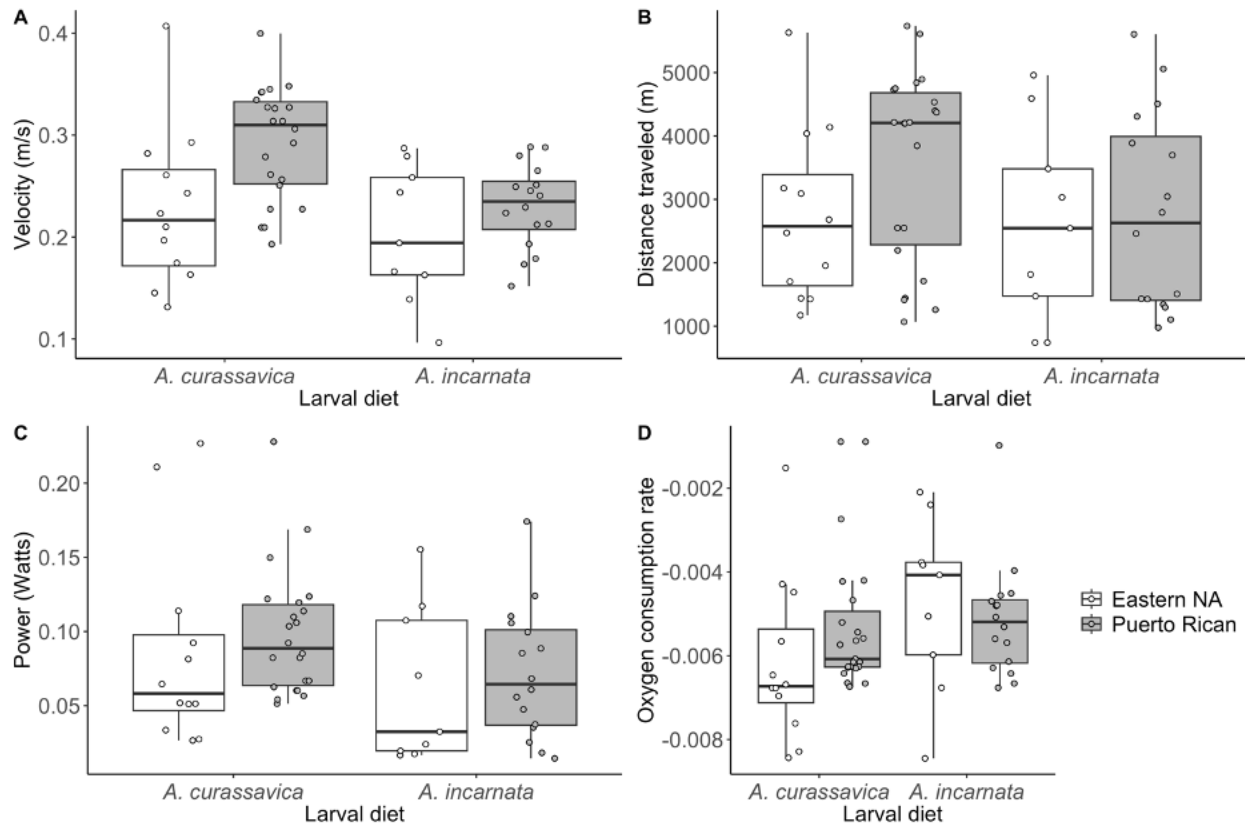 A
Velocity (m/s)
0.4
0.3
0.2
0.1
A. curassavica
A. incarnata
Larval diet
B
Distance traveled (m)
5000
4000
3000
2000
1000
A. curassavica
A. incarnata
Larval diet
C
Power (Watts)
0.20
0.15
0.10
0.05
A. curassavica
A. incarnata
Larval diet
D
Oxygen consumption rate
-0.002
-0.004
-0.006
-0.008
A. curassavica
A. incarnata
Larval diet
Eastern NA
Puerto Rican